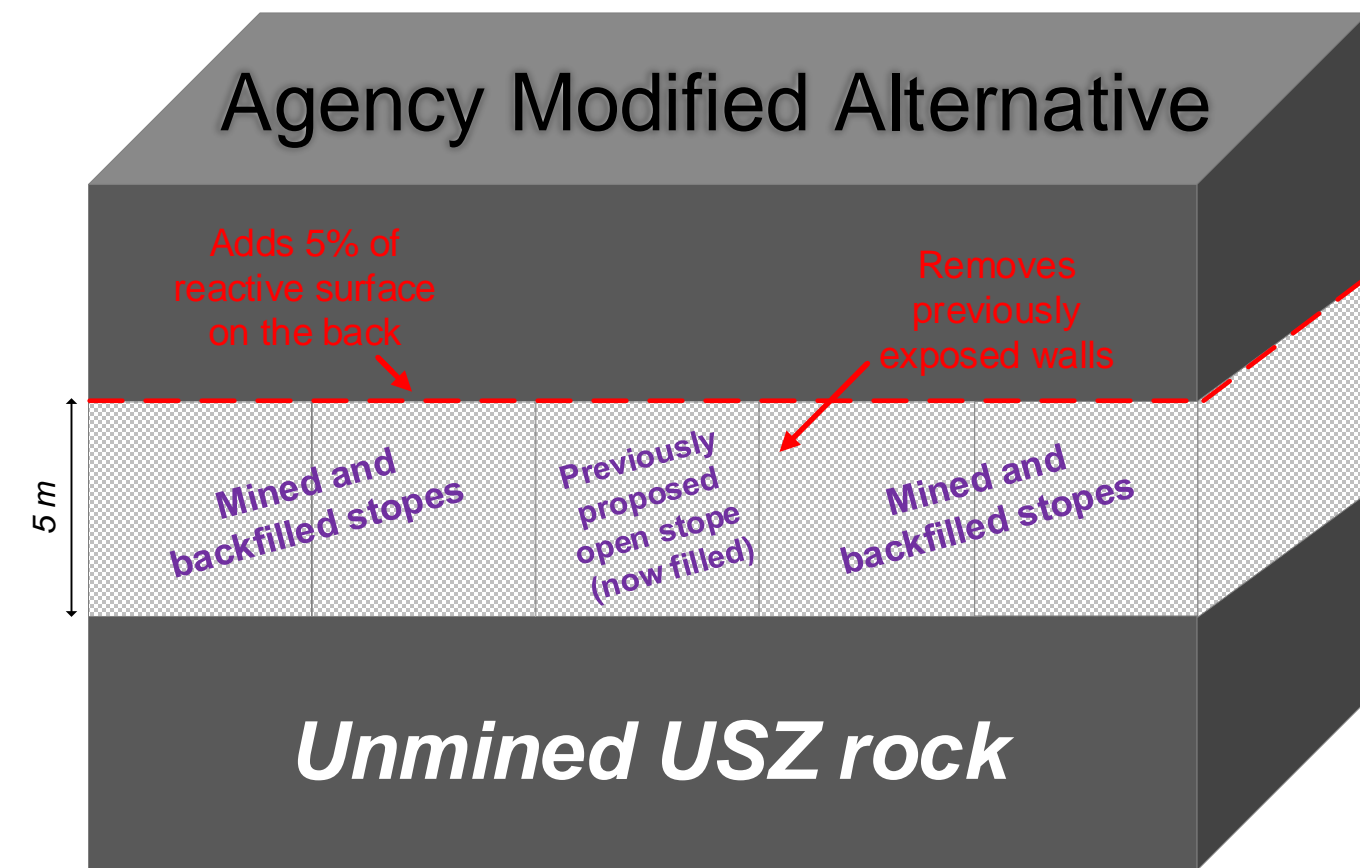 Agency Modified Alternative
Adds 5% of
reactive surface
on the back
Removes
previously
exposed walls
5 m
Mined and
backfilled stopes
Previously
proposed
open stope
(now filled)
Mined and
backfilled stopes
Unmined USZ rock